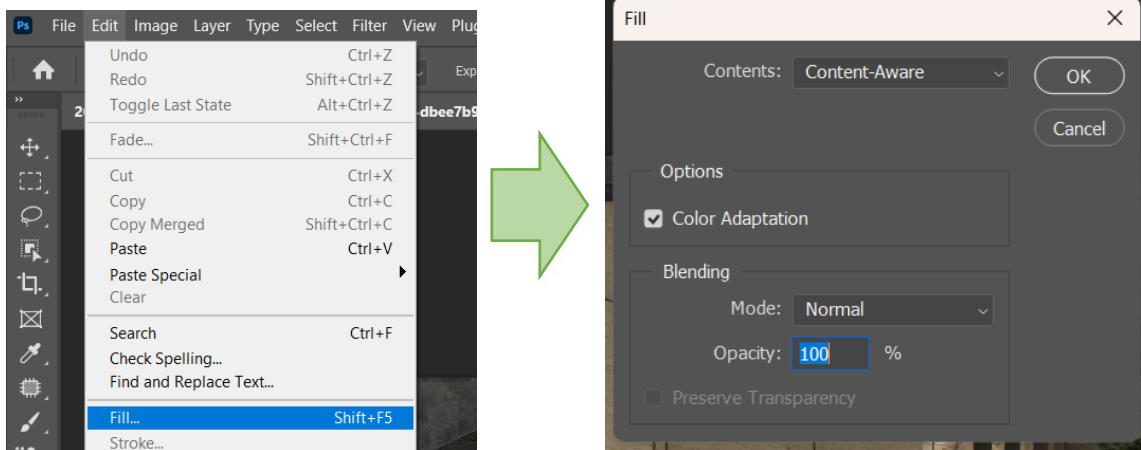 Ps File Edit Image Layer Type Select Filter View Plug
Undo Ctrl+Z
Redo Shift+Ctrl+Z
Exp
Toggle Last State Alt+Ctrl+Z
2 -dbee7b9
Fade... Shift+Ctrl+F
Cut Ctrl+X
Copy Ctrl+C
Copy Merged Shift+Ctrl+C
Paste Ctrl+V
Paste Special
Clear
Search Ctrl+F
Check Spelling...
Find and Replace Text...
Fill... Shift+F5
Stroke...
Fill
Contents: Content-Aware
OK
Cancel
Options
Color Adaptation
Blending
Mode: Normal
Opacity: 100 %
Preserve Transparency